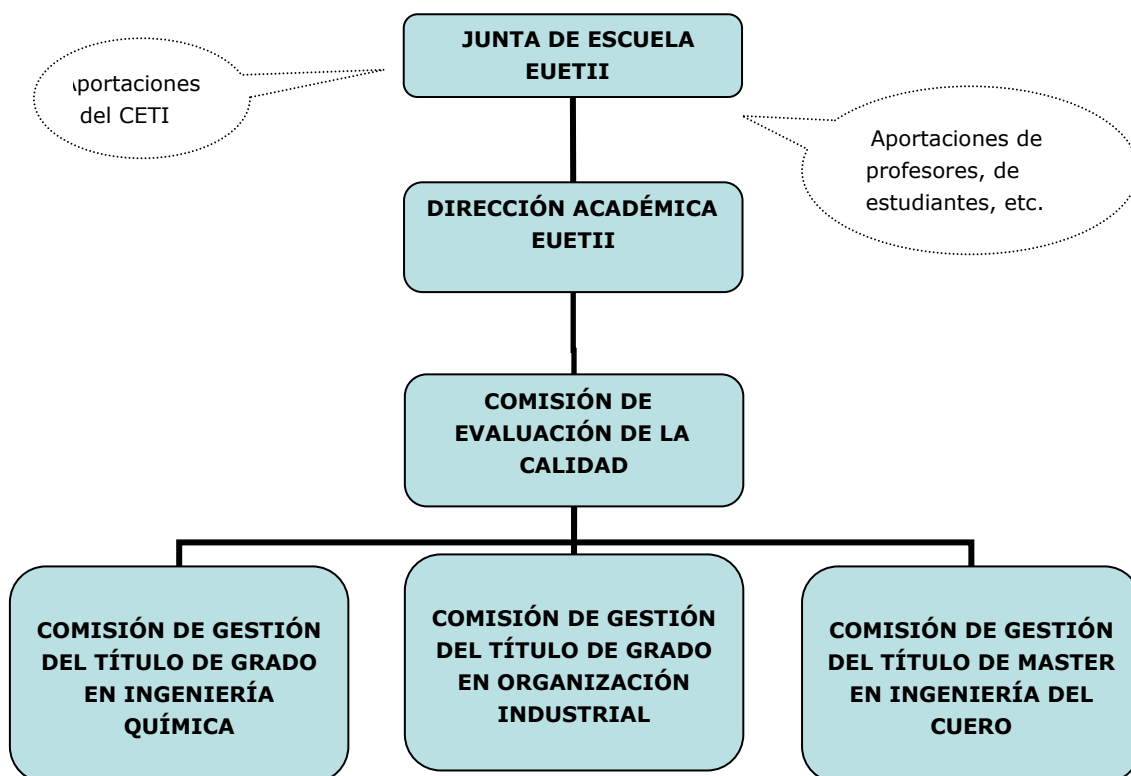 JUNTA DE ESCUELA
EUETII
portaciones
del CETI
Aportaciones de
profesores, de
estudiantes, etc.
DIRECCIÓN ACADÉMICA
EUETII
COMISIÓN DE
EVALUACIÓN DE LA
CALIDAD
COMISIÓN DE GESTIÓN
DEL TÍTULO DE GRADO
EN INGENIERÍA
QUÍMICA
COMISIÓN DE GESTIÓN
DEL TÍTULO DE GRADO
EN ORGANIZACIÓN
INDUSTRIAL
COMISIÓN DE GESTIÓN
DEL TÍTULO DE MASTER
EN INGENIERÍA DEL
CUERO